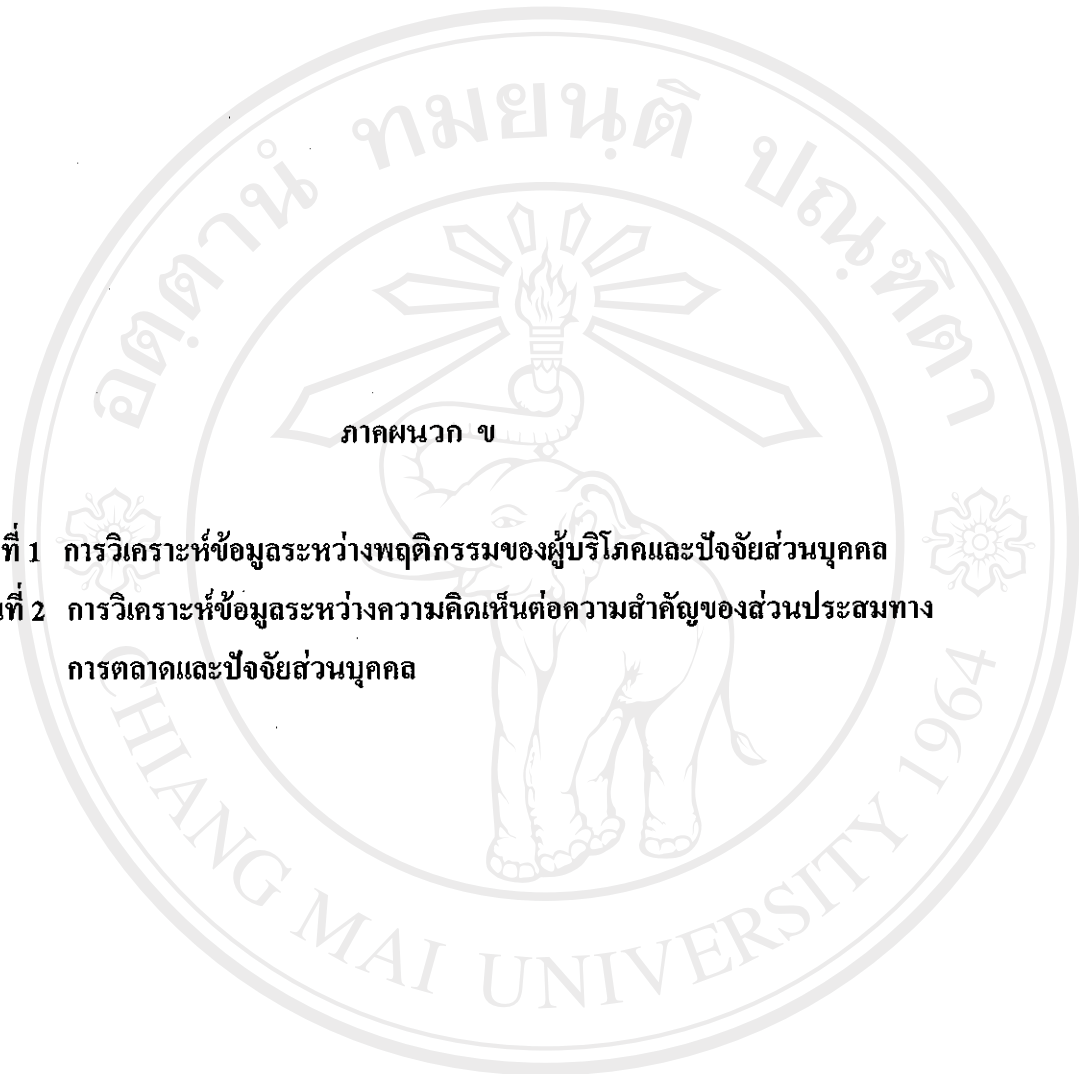 อตฺตานํ ทมยนฺติ ปณฺฑิตา
ภาคผนวก ข
ที่ 1 การวิเคราะห์ข้อมูลระหว่างพฤติกรรมของผู้บริโภคและปัจจัยส่วนบุคคล
ที่ 2 การวิเคราะห์ข้อมูลระหว่างความคิดเห็นต่อความสำคัญของส่วนประสมทาง
การตลาดและปัจจัยส่วนบุคคล
CHIANG MAI UNIVERSITY 1964